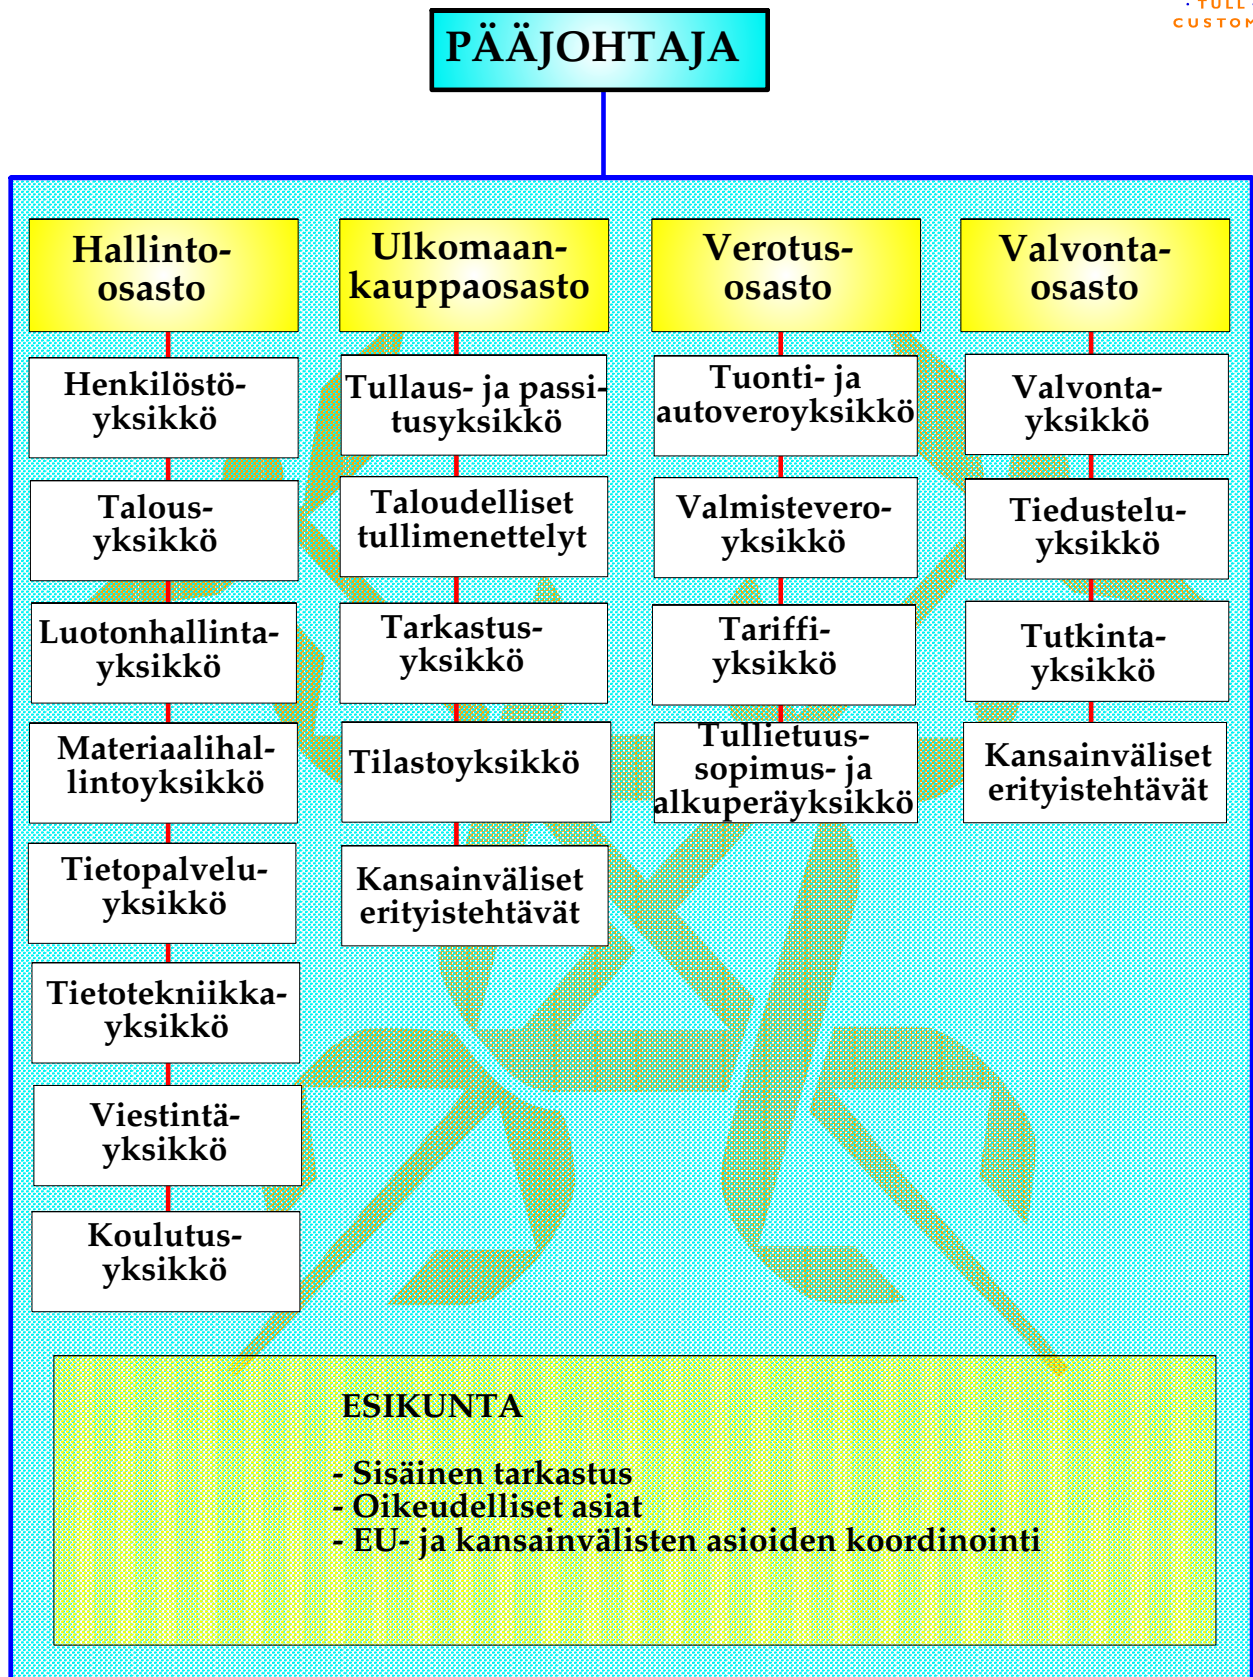 · TULL ·
CUSTOM
PÄÄJOHTAJA
Hallinto-
osasto
Henkilöstö-
yksikkö
Talous-
yksikkö
Luotonhallinta-
yksikkö
Materiaalihal-
lintoyksikkö
Tietopalvelu-
yksikkö
Tietotekniikka-
yksikkö
Viestintä-
yksikkö
Koulutus-
yksikkö
Ulkomaan-
kauppaosasto
Tullaus- ja passi-
tusyksikkö
Taloudelliset
tullimenettelyt
Tarkastus-
yksikkö
Tilastoyksikkö
Kansainväliset
erityistehtävät
Verotus-
osasto
Tuonti- ja
autoveroyksikkö
Valmistevero-
yksikkö
Tariffi-
yksikkö
Tullietuus-
sopimus- ja
alkuperäyksikkö
Valvonta-
osasto
Valvonta-
yksikkö
Tiedustelu-
yksikkö
Tutkinta-
yksikkö
Kansainväliset
erityistehtävät
ESIKUNTA
- Sisäinen tarkastus
- Oikeudelliset asiat
- EU- ja kansainvälisten asioiden koordinointi